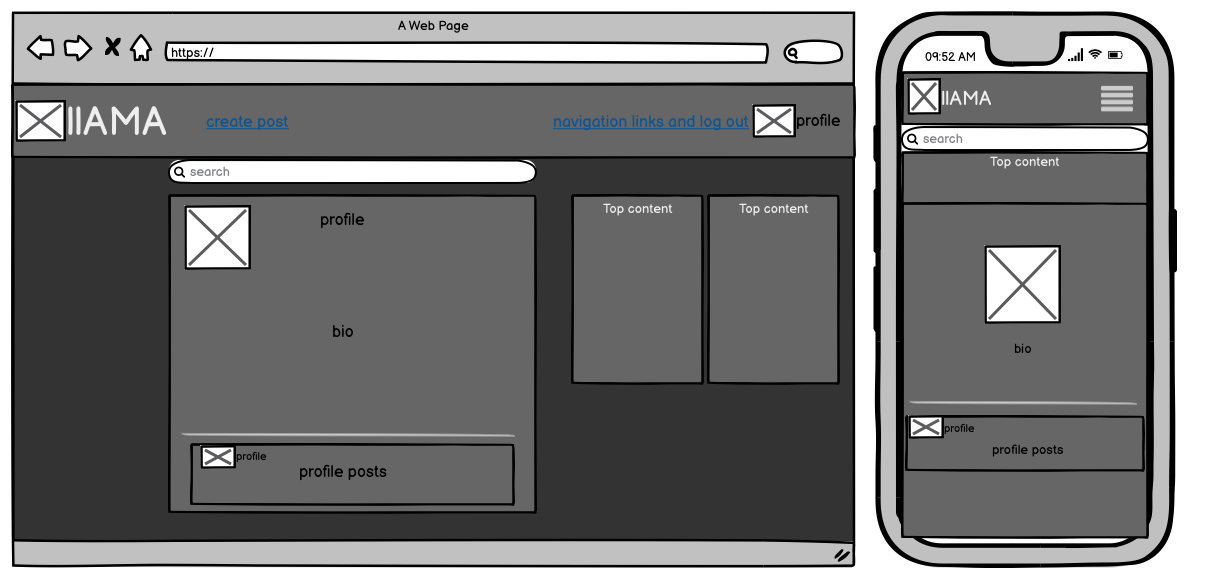 A Web Page
https://
IIAMA
create post
navigation links and log out
profile
search
profile
bio
profile
profile posts
Top content
Top content
09:52 AM
IIAMA
search
Top content
bio
profile
profile posts